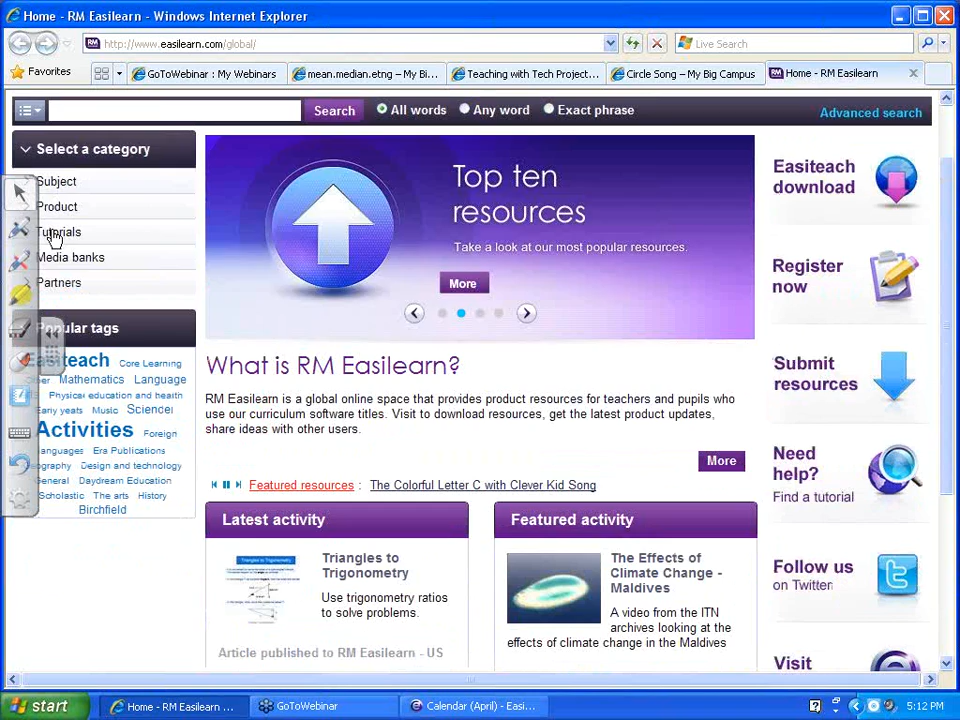 Home - RM Easilearn - Windows Internet Explorer
http://www.easilearn.com/global/
Live Search
Favorites
GoToWebinar : My Webinars
mean.median.etng – My Bi...
Teaching with Tech Project...
Circle Song – My Big Campus
Home - RM Easilearn
Search
All words
Any word
Exact phrase
Advanced search
Select a category
Subject
Product
Tutorials
Media banks
Partners
Popular tags
Easiteach Core Learning
Mathematics Language
Physical education and health
Early years Music Science
Activities Foreign
languages Era Publications
Design and technology
General Daydream Education
Scholastic The arts History
Birchfield
Top ten
resources
Take a look at our most popular resources.
More
What is RM Easilearn?
RM Easilearn is a global online space that provides product resources for teachers and pupils who
use our curriculum software titles. Visit to download resources, get the latest product updates,
share ideas with other users.
More
Featured resources : The Colorful Letter C with Clever Kid Song
Latest activity
Triangles to
Trigonometry
Use trigonometry ratios
to solve problems.
Article published to RM Easilearn - US
Featured activity
The Effects of
Climate Change -
Maldives
A video from the ITN
archives looking at the
effects of climate change in the Maldives
Easiteach
download
Register
now
Submit
resources
Need
help?
Find a tutorial
Follow us
on Twitter
Visit
start
Home - RM Easilearn ...
GoToWebinar
Calendar (April) - Easi...
5:12 PM